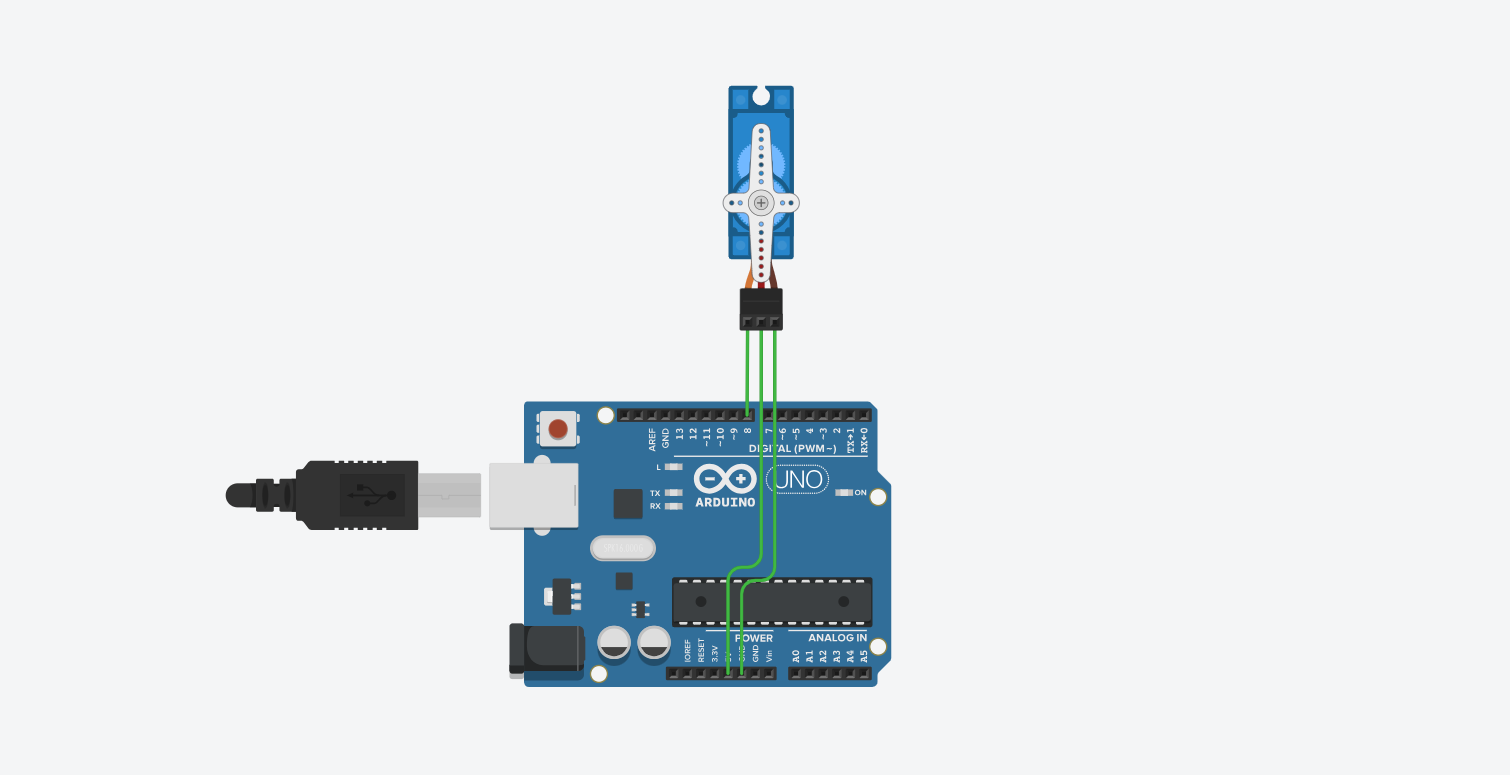 AREF
GND
13
12
~11
~10
~9
8
7
~6
~5
4
~3
2
TX→1
RX←0
DIGITAL (PWM~)
L
TX
RX
ARDUINO
UNO
ON
POWER
ANALOG IN
IOREF
RESET
3.3V
GND
Vin
A0
A1
A2
A3
A4
A5